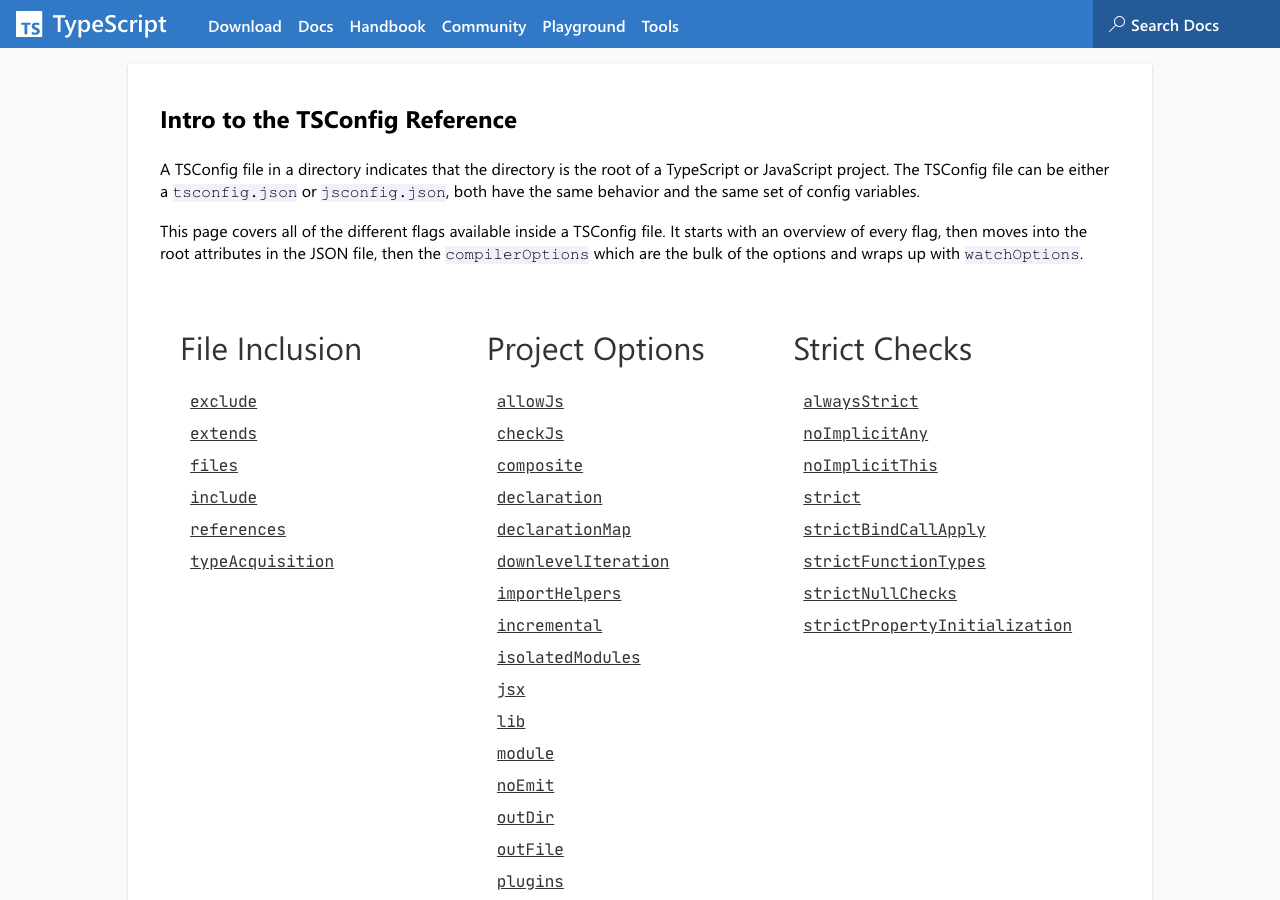 TS TypeScript
Download Docs Handbook Community Playground Tools
Search Docs
Intro to the TSConfig Reference
A TSConfig file in a directory indicates that the directory is the root of a TypeScript or JavaScript project. The TSConfig file can be either
a tsconfig.json or jsconfig.json, both have the same behavior and the same set of config variables.
This page covers all of the different flags available inside a TSConfig file. It starts with an overview of every flag, then moves into the
root attributes in the JSON file, then the compilerOptions which are the bulk of the options and wraps up with watchOptions.
File Inclusion
exclude
extends
files
include
references
typeAcquisition
Project Options
allowJs
checkJs
composite
declaration
declarationMap
downlevelIteration
importHelpers
incremental
isolatedModules
jsx
lib
module
noEmit
outDir
outFile
plugins
Strict Checks
alwaysStrict
noImplicitAny
noImplicitThis
strict
strictBindCallApply
strictFunctionTypes
strictNullChecks
strictPropertyInitialization